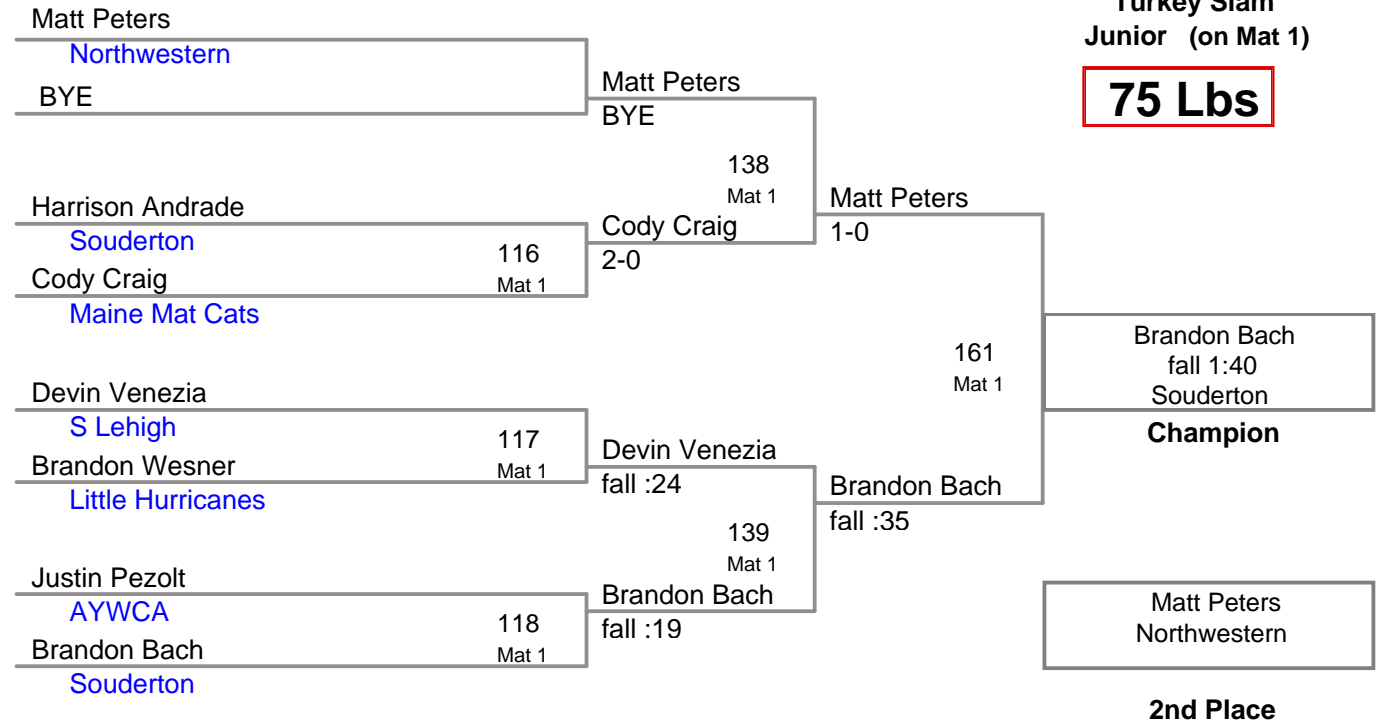 Turkey Slam
Junior (on Mat 1)
75 Lbs
Matt Peters
Northwestern
BYE
Harrison Andrade
Souderton
116
Cody Craig
Mat 1
Maine Mat Cats
Devin Venezia
S Lehigh
117
Brandon Wesner
Mat 1
Little Hurricanes
Justin Pezolt
AYWCA
118
Brandon Bach
Mat 1
Souderton
Matt Peters
BYE
138
Mat 1
Cody Craig
2-0
Devin Venezia
fall :24
139
Mat 1
Brandon Bach
fall :19
Matt Peters
1-0
161
Mat 1
Brandon Bach
fall :35
Brandon Bach
fall 1:40
Souderton
Champion
Matt Peters
Northwestern
2nd Place